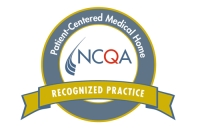 Patient-Centered Medical Home
NCQA
RECOGNIZED PRACTICE